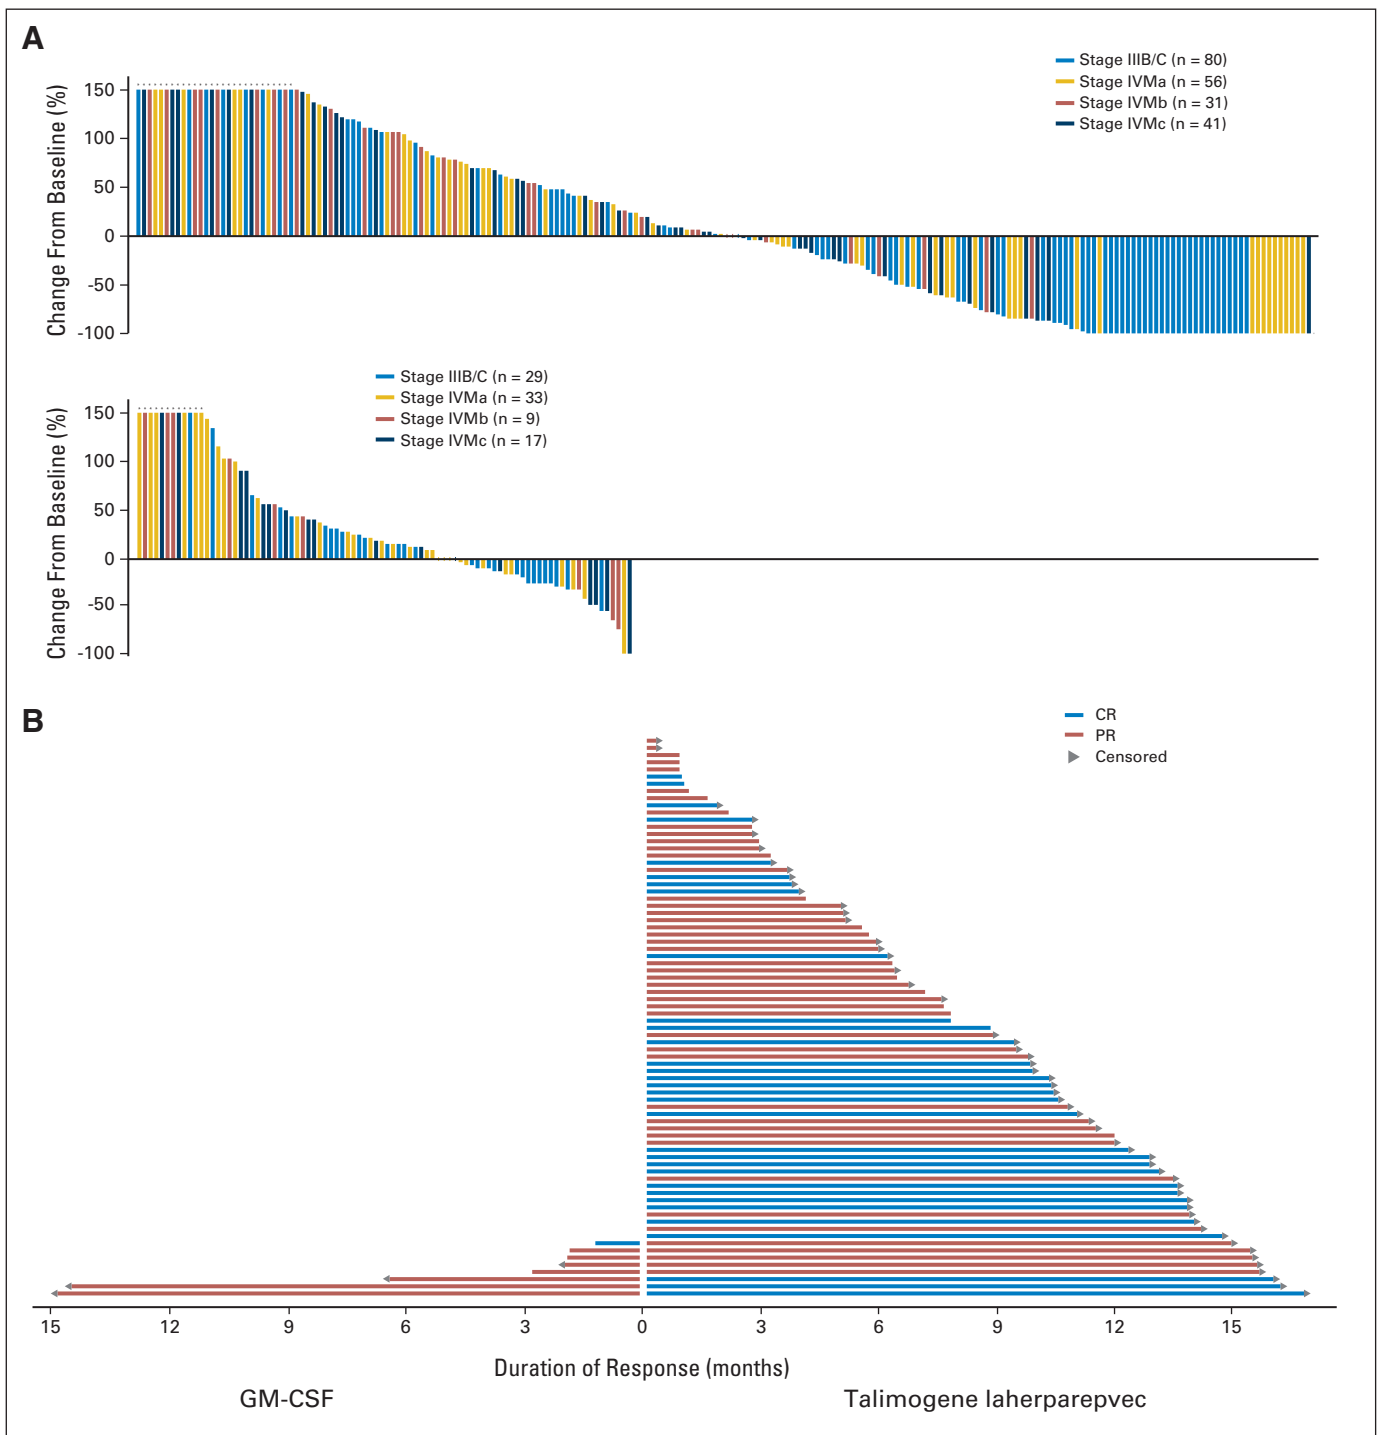 A
Stage IIIB/C (n = 80)
Stage IVMa (n = 56)
Stage IVMb (n = 31)
Stage IVMc (n = 41)
Change From Baseline (%)
150
100
50
0
-50
-100
Stage IIIB/C (n = 29)
Stage IVMa (n = 33)
Stage IVMb (n = 9)
Stage IVMc (n = 17)
Change From Baseline (%)
150
100
50
0
-50
-100
B
CR
PR
Censored
15 12 9 6 3 0 3 6 9 12 15
Duration of Response (months)
GM-CSF Talimogene laherparepvec